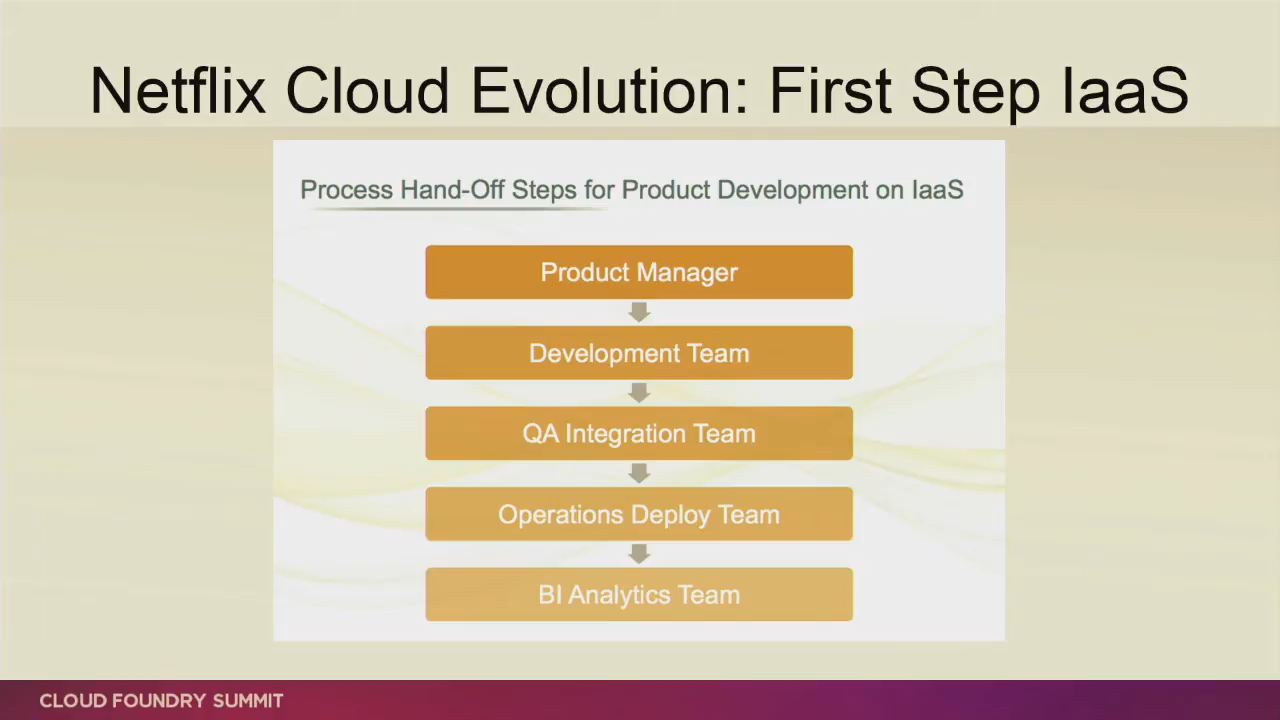 Netflix Cloud Evolution: First Step IaaS
Process Hand-Off Steps for Product Development on IaaS
Product Manager
Development Team
QA Integration Team
Operations Deploy Team
BI Analytics Team
CLOUD FOUNDRY SUMMIT